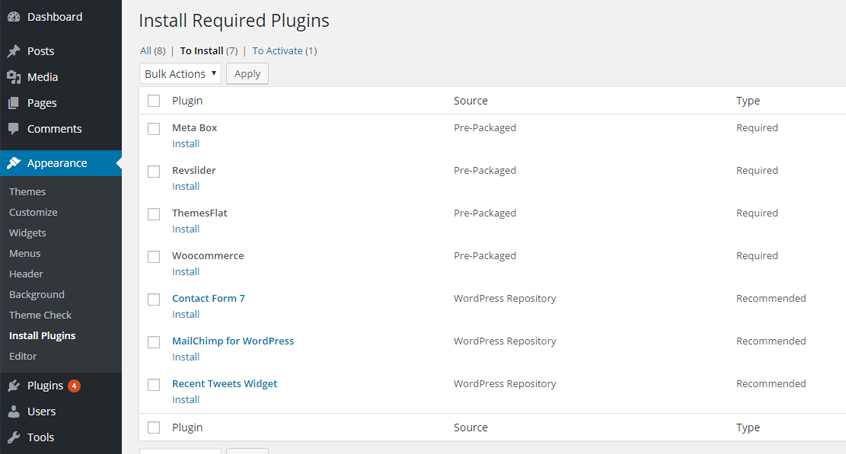 Dashboard
Posts
Media
Pages
Comments
Appearance
Themes
Customize
Widgets
Menus
Header
Background
Theme Check
Install Plugins
Editor
Plugins 4
Users
Tools
Install Required Plugins
All (8) | To Install (7) | To Activate (1)
Bulk Actions Apply
Plugin Source Type
Meta Box Pre-Packaged Required
Install
Revslider Pre-Packaged Required
Install
ThemesFlat Pre-Packaged Required
Install
Woocommerce Pre-Packaged Required
Install
Contact Form 7 WordPress Repository Recommended
Install
MailChimp for WordPress WordPress Repository Recommended
Install
Recent Tweets Widget WordPress Repository Recommended
Install
Plugin Source Type